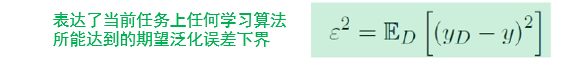 表达了当前任务上任何学习算法
所能达到的期望泛化误差下界
ε² = 𝔼_D [(y_D − y)²]